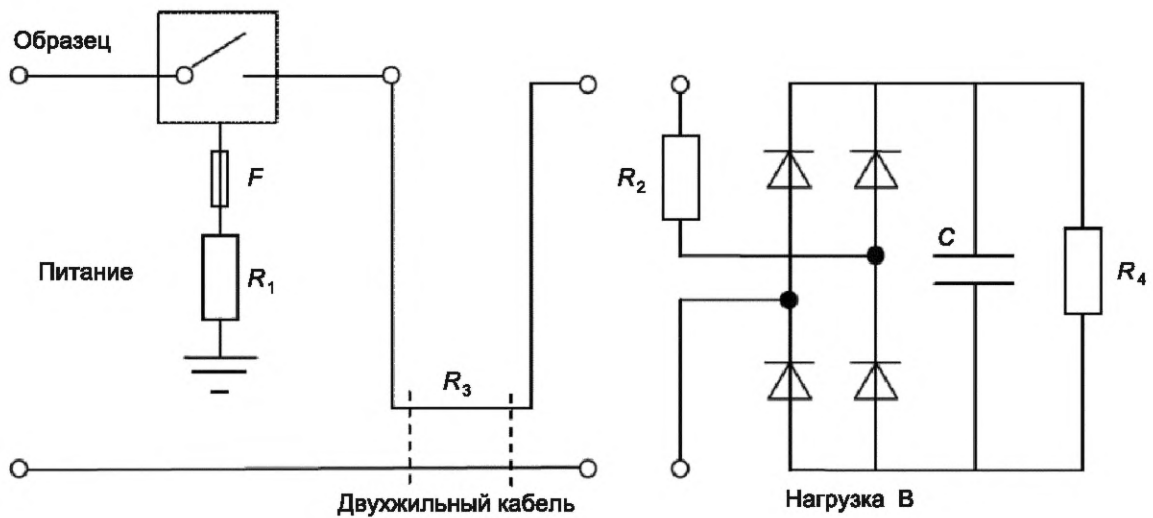 Образец
F
R2
C
Питание
R1
R4
R3
Двухжильный кабель
Нагрузка В